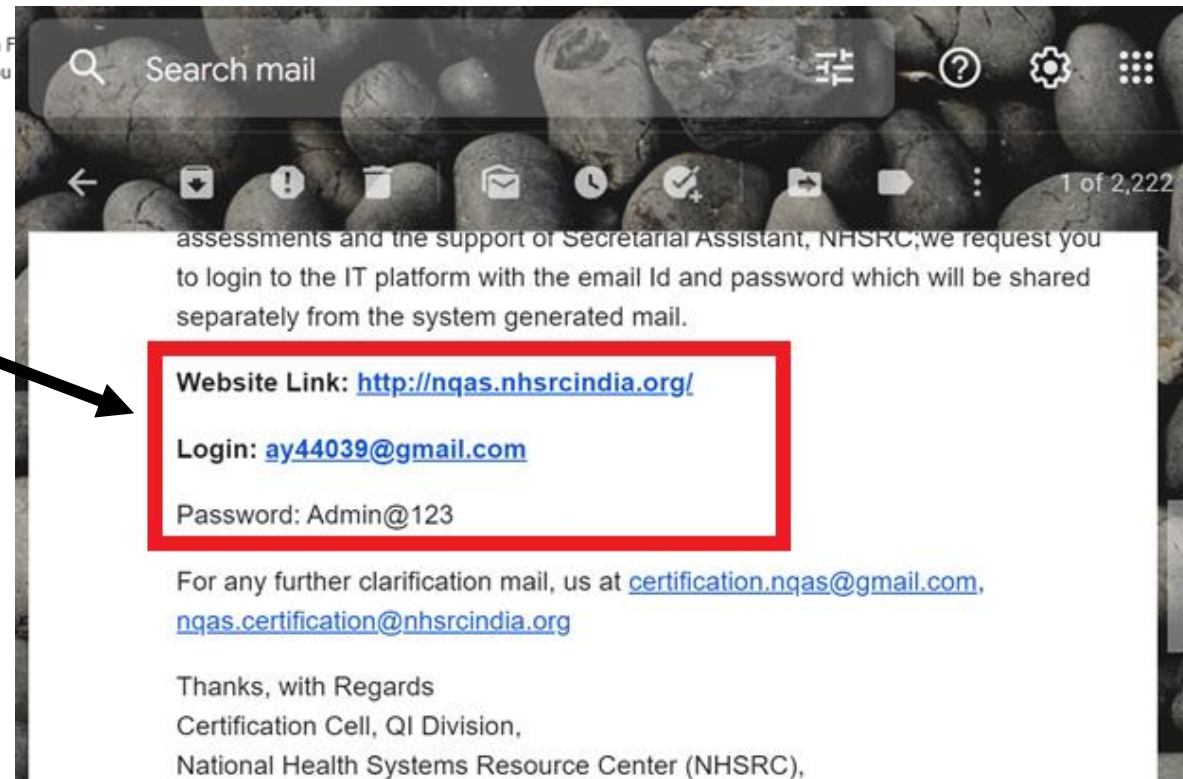 Search mail
1 of 2,222
assessments and the support of Secretarial Assistant, NHSRC;we request you
to login to the IT platform with the email Id and password which will be shared
separately from the system generated mail.
Website Link: http://nqas.nhsrcindia.org/
Login: ay44039@gmail.com
Password: Admin@123
For any further clarification mail, us at certification.nqas@gmail.com,
nqas.certification@nhsrcindia.org
Thanks, with Regards
Certification Cell, QI Division,
National Health Systems Resource Center (NHSRC),